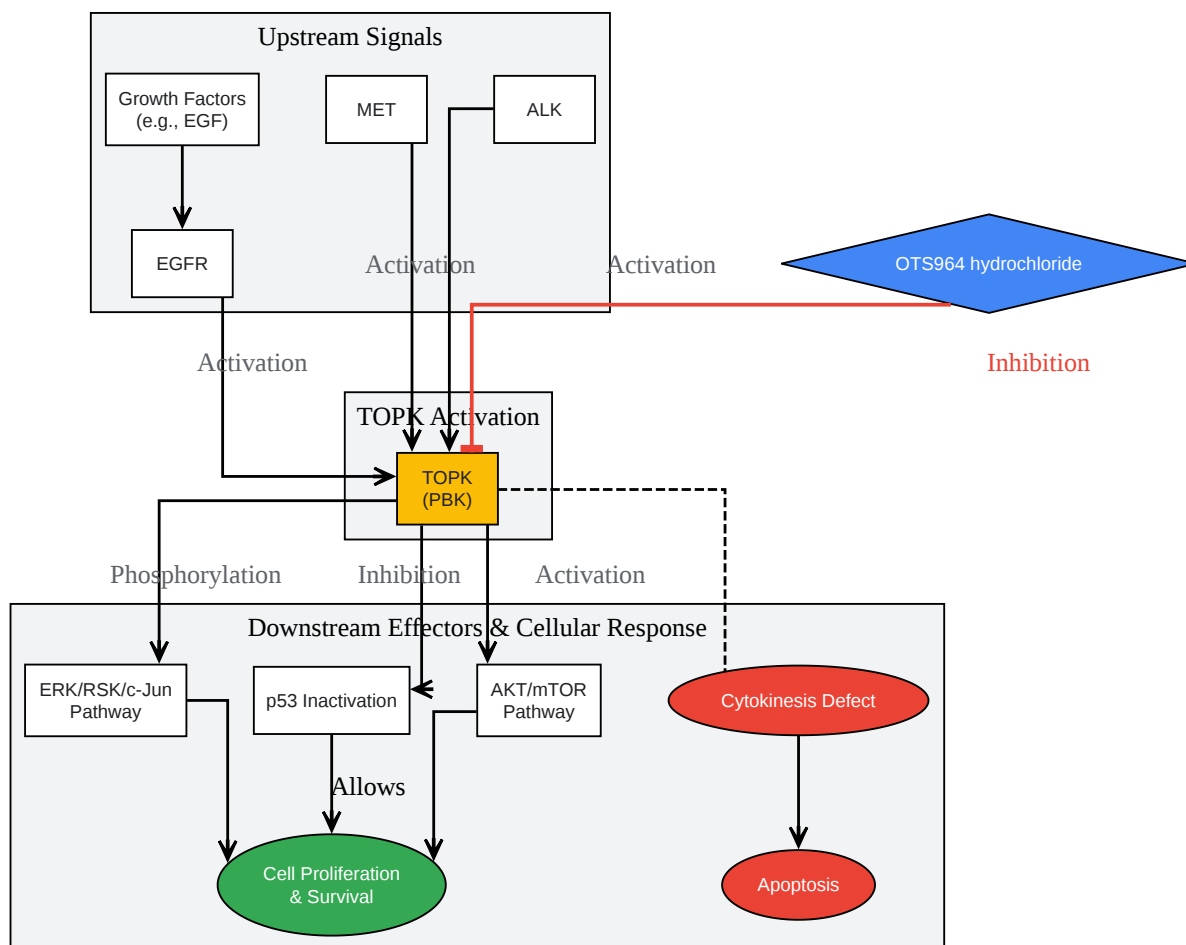 Upstream Signals
Growth Factors
(e.g., EGF)
MET
ALK
EGFR
Activation
Activation
OTS964 hydrochloride
Activation
Inhibition
TOPK Activation
TOPK
(PBK)
Phosphorylation
Inhibition
Activation
Downstream Effectors & Cellular Response
ERK/RSK/c-Jun
Pathway
p53 Inactivation
AKT/mTOR
Pathway
Cytokinesis Defect
Allows
Cell Proliferation
& Survival
Apoptosis